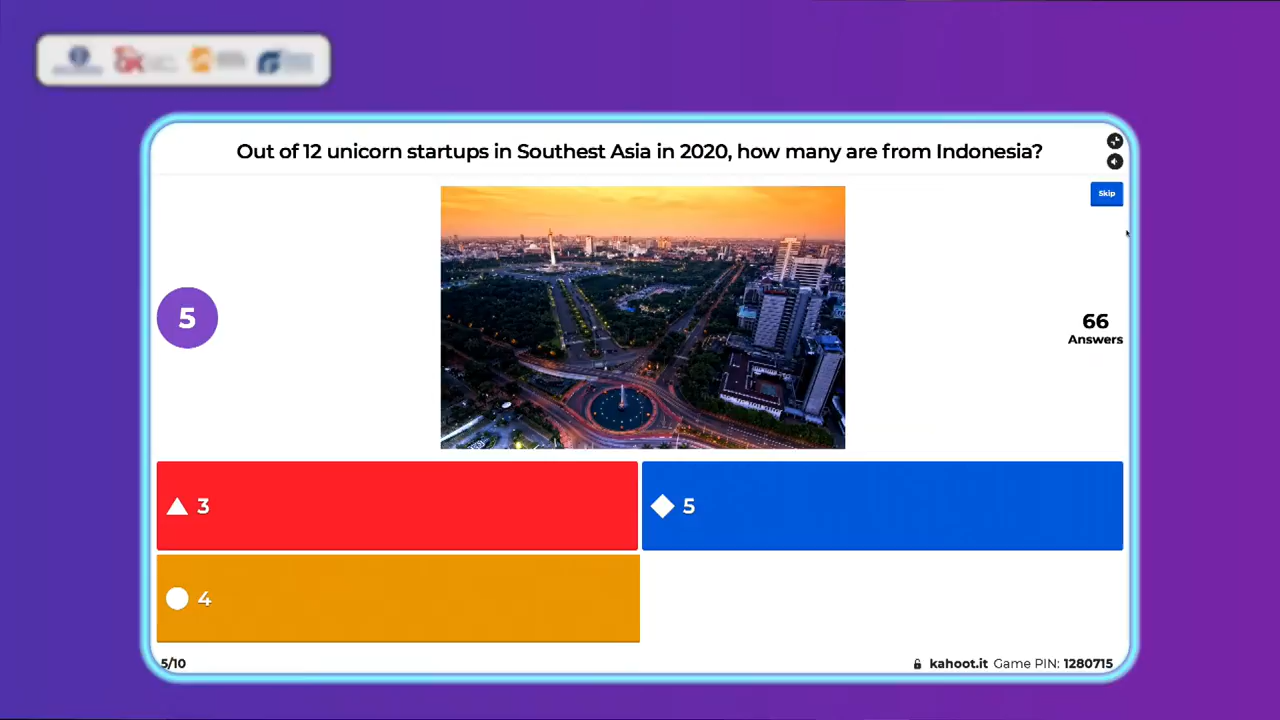 Out of 12 unicorn startups in Southest Asia in 2020, how many are from Indonesia?
Skip
5
66
Answers
3
5
4
5/10
kahoot.it Game PIN: 1280715